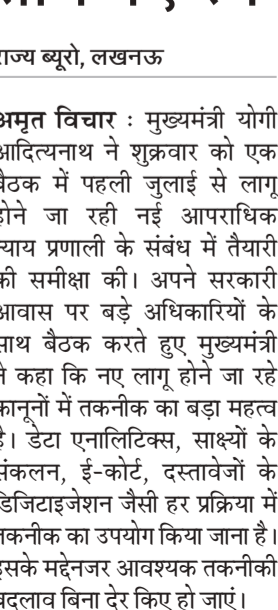 राज्य ब्यूरो, लखनऊ
अमृत विचार : मुख्यमंत्री योगी
आदित्यनाथ ने शुक्रवार को एक
बैठक में पहली जुलाई से लागू
होने जा रही नई आपराधिक
न्याय प्रणाली के संबंध में तैयारी
की समीक्षा की। अपने सरकारी
आवास पर बड़े अधिकारियों के
साथ बैठक करते हुए मुख्यमंत्री
ने कहा कि नए लागू होने जा रहे
कानूनों में तकनीक का बड़ा महत्व
है। डेटा एनालिटिक्स, साक्ष्यों के
संकलन, ई-कोर्ट, दस्तावेजों के
डिजिटाइजेशन जैसी हर प्रक्रिया में
तकनीक का उपयोग किया जाना है।
इसके मद्देनजर आवश्यक तकनीकी
बदलाव बिना देर किए हो जाएं।